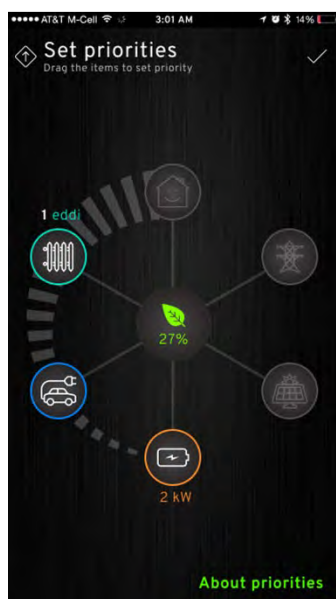 AT&T M-Cell 3:01 AM 14%
Set priorities
Drag the items to set priority
1 eddi
27%
2 kW
About priorities